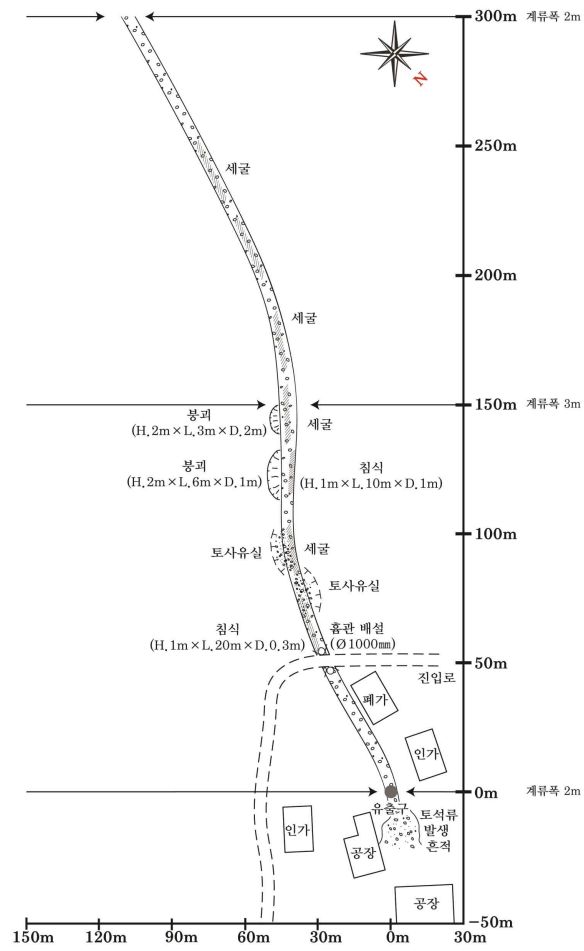 300m 계류폭 2m
N
250m
세굴
200m
세굴
150m 계류폭 3m
붕괴
(H.2m×L.3m×D.2m)
세굴
붕괴
(H.2m×L.6m×D.1m)
침식
(H.1m×L.10m×D.1m)
100m
토사유실
세굴
토사유실
침식
(H.1m×L.20m×D.0.3m)
흄관 배설
(Ø1000㎜)
50m
진입로
폐가
인가
0m 계류폭 2m
유출구
토석류
발생
흔적
인가
공장
공장
-50m
150m 120m 90m 60m 30m 0m 30m